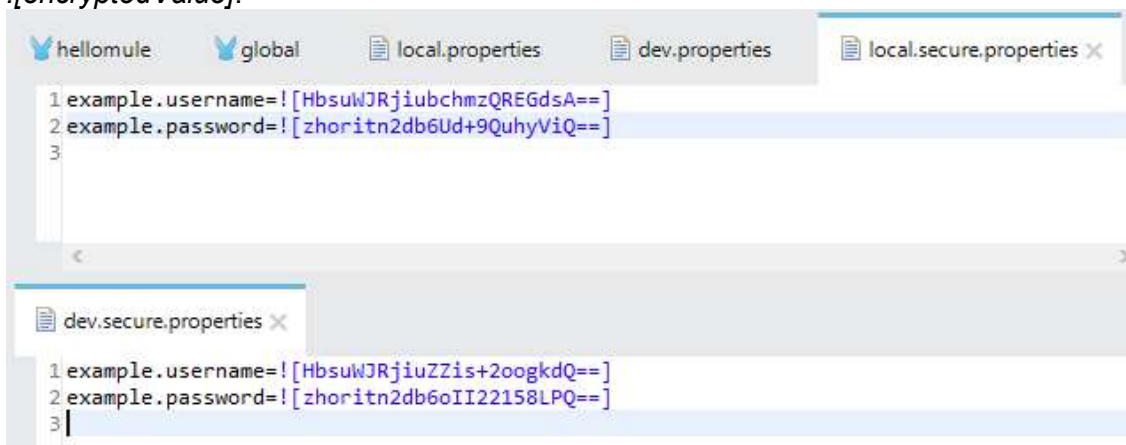 ![encryptedValue].
hellomule global local.properties dev.properties local.secure.properties
1 example.username=![HbsuWJRjiubchmzQREGdsA==]
2 example.password=![zhoritn2db6Ud+9QuhyViQ==]
3
dev.secure.properties
1 example.username=![HbsuWJRjiuZZis+2oogkdQ==]
2 example.password=![zhoritn2db6oII22158LPQ==]
3